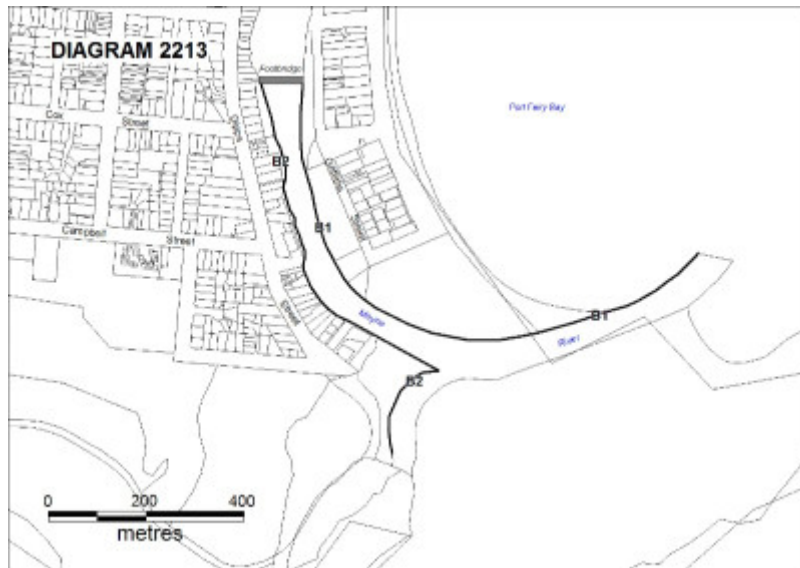 DIAGRAM 2213
Footbridge
Port Fairy Bay
Cox
Street
B2
B1
Campbell
Street
Street
Moyne
B1
River
B2
0 200 400
metres